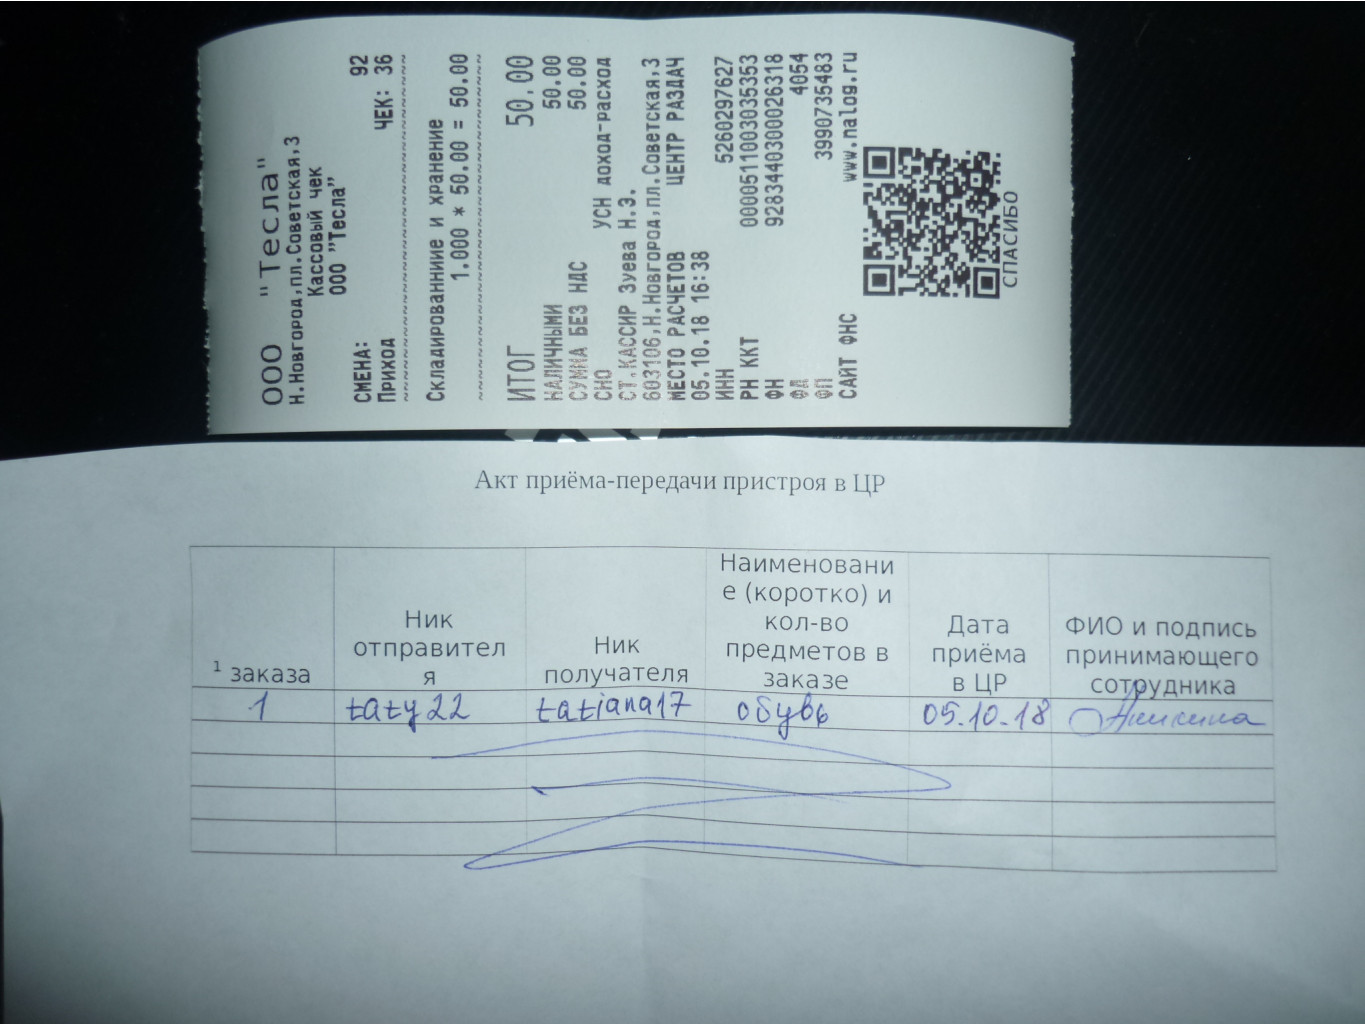 ООО "Тесла"
Н.Новгород,пл.Советская,3
Кассовый чек
ООО "Тесла"
СМЕНА: 92
ПРИХОД ЧЕК: 36
Складированниие и хранение
1.000 * 50.00 = 50.00
ИТОГ 50.00
НАЛИЧНЫМИ 50.00
СУММА БЕЗ НДС 50.00
СНО УСН доход-расход
СТ.КАССИР Зуева Н.З.
603106,Н.Новгород,пл.Советская,3
МЕСТО РАСЧЕТОВ ЦЕНТР РАЗДАЧ
05.10.18 16:38
ИНН 5260297627
РН ККТ 0000511003035353
ФН 9283440300026318
ФД 4054
ФП 3990735483
САЙТ ФНС www.nalog.ru
СПАСИБО
Акт приёма-передачи пристроя в ЦР
1 заказа
Ник
отправител
я
Ник
получателя
Наименовани
е (коротко) и
кол-во
предметов в
заказе
Дата
приёма
в ЦР
ФИО и подпись
принимающего
сотрудника
1 taty22 tatiana17 обувь 05.10.18